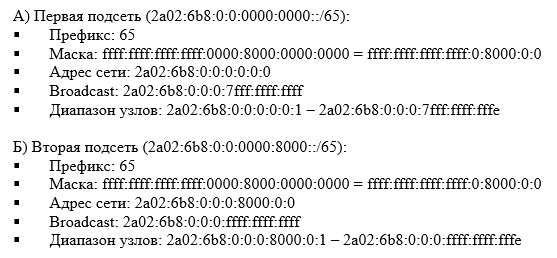 А) Первая подсеть (2a02:6b8:0:0:0000:0000::/65):
▪ Префикс: 65
▪ Маска: ffff:ffff:ffff:ffff:0000:8000:0000:0000 = ffff:ffff:ffff:ffff:0:8000:0:0
▪ Адрес сети: 2a02:6b8:0:0:0:0:0:0
▪ Broadcast: 2a02:6b8:0:0:0:7fff:ffff:ffff
▪ Диапазон узлов: 2a02:6b8:0:0:0:0:0:1 – 2a02:6b8:0:0:0:7fff:ffff:fffe
Б) Вторая подсеть (2a02:6b8:0:0:0000:8000::/65):
▪ Префикс: 65
▪ Маска: ffff:ffff:ffff:ffff:0000:8000:0000:0000 = ffff:ffff:ffff:ffff:0:8000:0:0
▪ Адрес сети: 2a02:6b8:0:0:0:8000:0:0
▪ Broadcast: 2a02:6b8:0:0:0:ffff:ffff:ffff
▪ Диапазон узлов: 2a02:6b8:0:0:0:8000:0:1 – 2a02:6b8:0:0:0:ffff:ffff:fffe